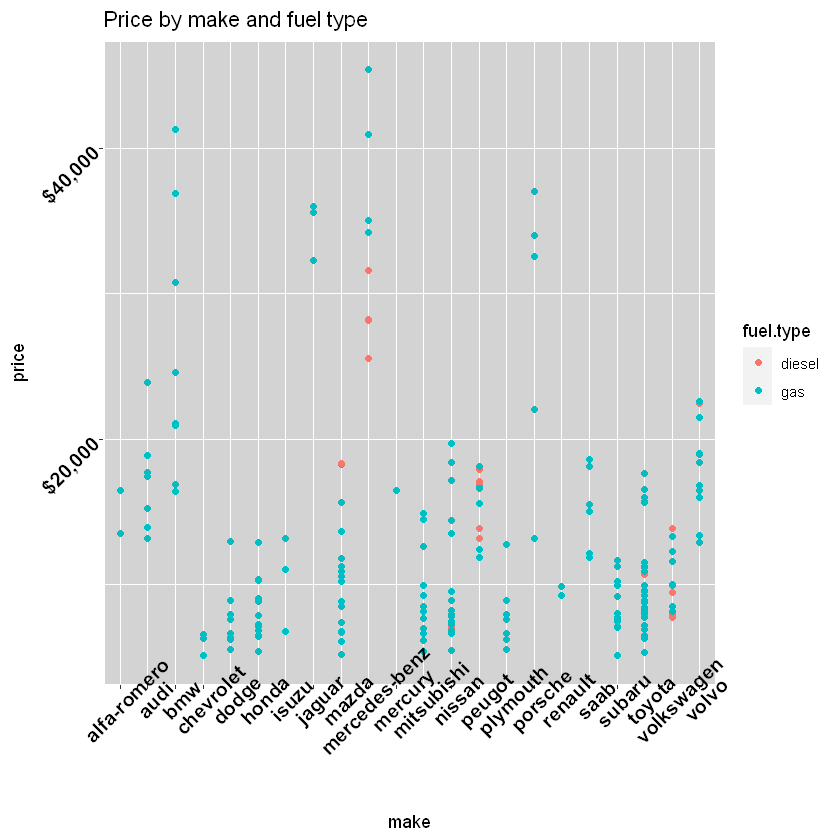 Price by make and fuel type
$40,000
$20,000
price
alfa-romero
audi
bmw
chevrolet
dodge
honda
isuzu
jaguar
mazda
mercedes-benz
mercury
mitsubishi
nissan
peugot
plymouth
porsche
renault
saab
subaru
toyota
volkswagen
volvo
make
fuel.type
diesel
gas